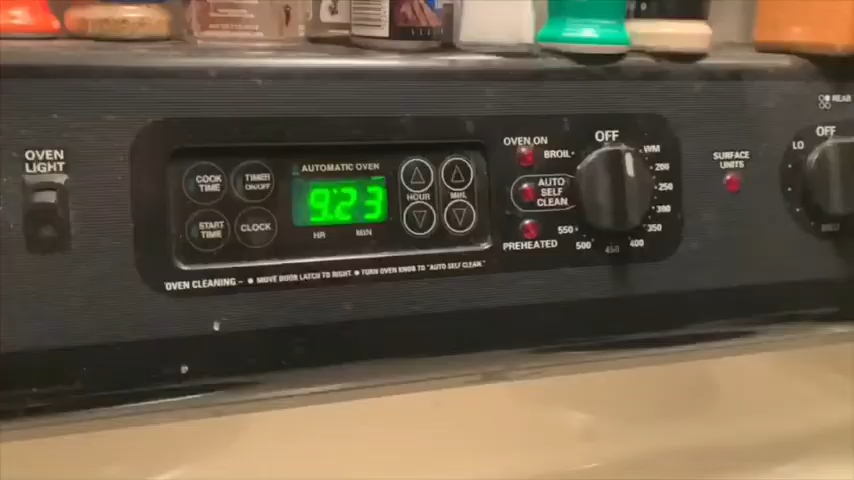 OVEN
LIGHT
COOK
TIME
TIMER
ON/OFF
START
TIME
CLOCK
AUTOMATIC OVEN
9:23
HR MIN
HOUR MIN.
OVEN CLEANING – • MOVE DOOR LATCH TO RIGHT. • TURN OVEN KNOB TO "AUTO SELF CLEAN."
OVEN ON
AUTO
SELF
CLEAN
PREHEATED
OFF
BROIL
WM
200
250
300
350
400
450
500
550
SURFACE
UNITS
REAR
OFF
LO